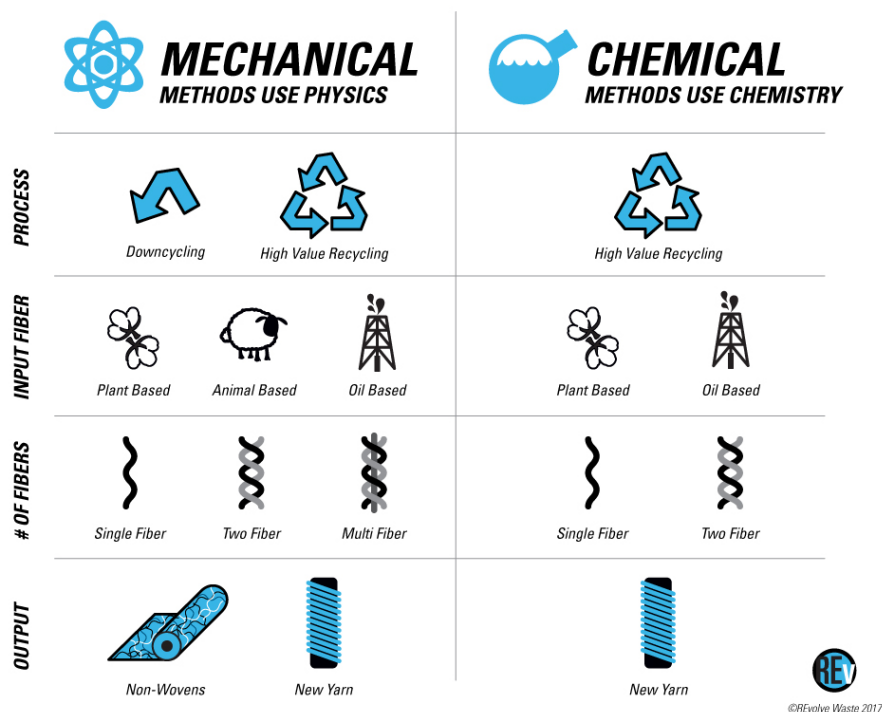 MECHANICAL
METHODS USE PHYSICS
CHEMICAL
METHODS USE CHEMISTRY
PROCESS
Downcycling
High Value Recycling
High Value Recycling
INPUT FIBER
Plant Based
Animal Based
Oil Based
Plant Based
Oil Based
# OF FIBERS
Single Fiber
Two Fiber
Multi Fiber
Single Fiber
Two Fiber
OUTPUT
Non-Wovens
New Yarn
New Yarn
REv
©REvolve Waste 2017